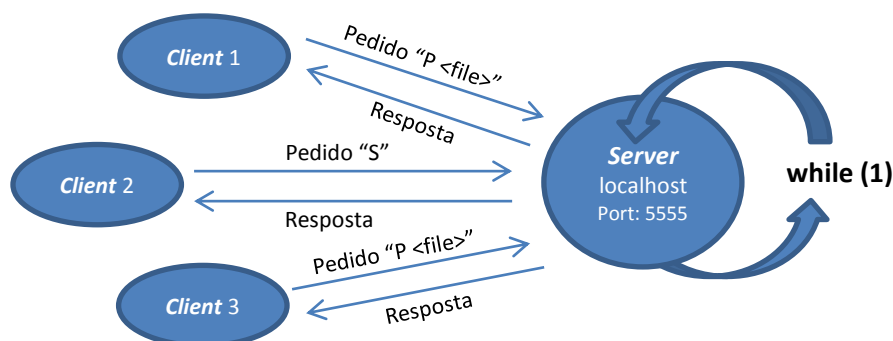 Client 1
Pedido “P <file>”
Resposta
Client 2
Pedido “S”
Resposta
Client 3
Pedido “P <file>”
Resposta
Server
localhost
Port: 5555
while (1)